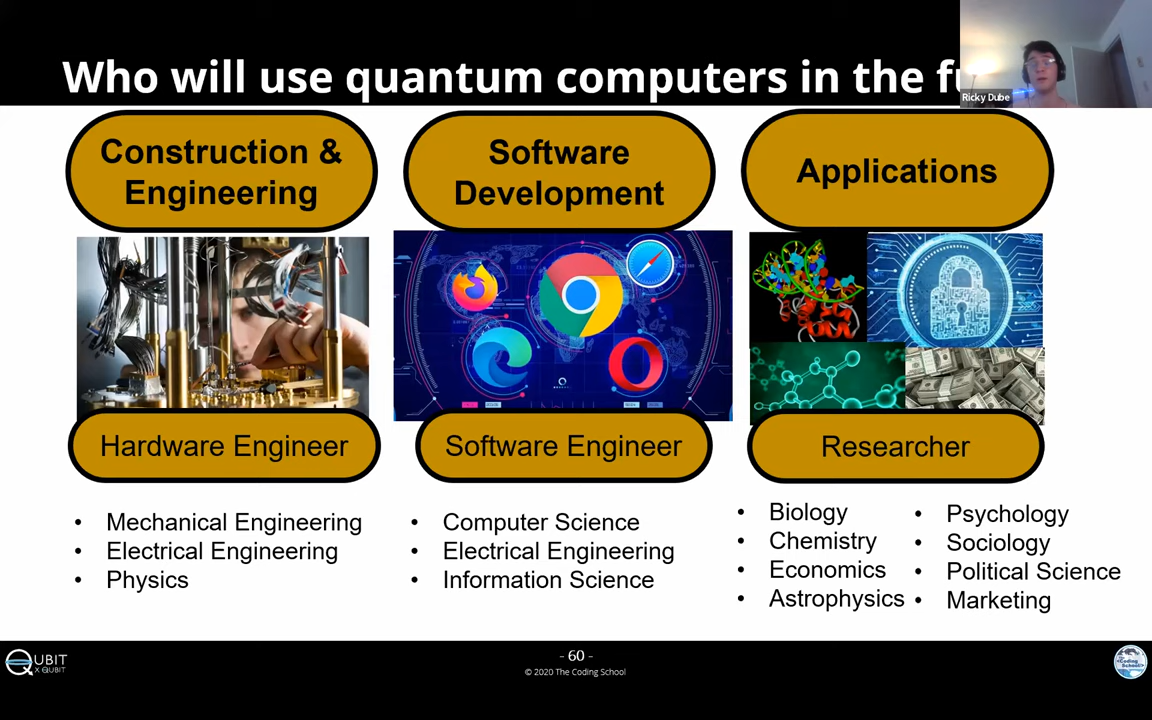 Who will use quantum computers in the fu
Ricky Dube
Construction &
Engineering
Software
Development
Applications
Hardware Engineer
Software Engineer
Researcher
• Mechanical Engineering
• Electrical Engineering
• Physics
• Computer Science
• Electrical Engineering
• Information Science
• Biology
• Chemistry
• Economics
• Astrophysics
• Psychology
• Sociology
• Political Science
• Marketing
QUBIT
X QUBIT
- 60 -
© 2020 The Coding School
Coding
School